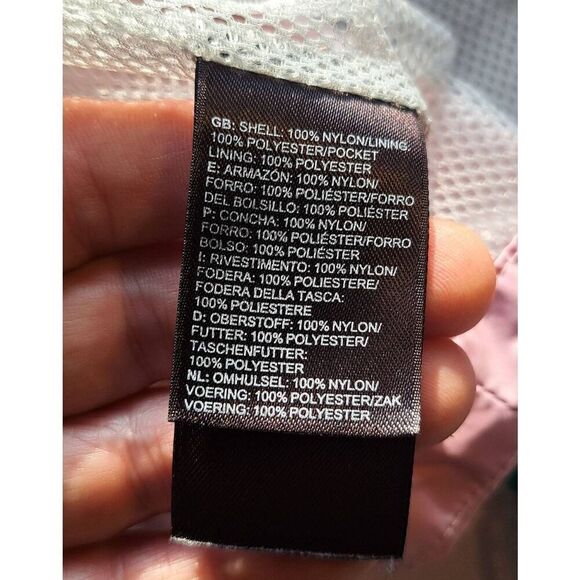 GB: SHELL: 100% NYLON/LINING
100% POLYESTER/POCKET
LINING: 100% POLYESTER
E: ARMAZÓN: 100% NYLON/
FORRO: 100% POLIÉSTER/FORRO
DEL BOLSILLO: 100% POLIÉSTER
P: CONCHA: 100% NYLON/
FORRO: 100% POLIÉSTER/FORRO
BOLSO: 100% POLIÉSTER
I: RIVESTIMENTO: 100% NYLON/
FODERA: 100% POLIESTERE/
FODERA DELLA TASCA:
100% POLIESTERE
D: OBERSTOFF: 100% NYLON/
FUTTER: 100% POLYESTER/
TASCHENFUTTER:
100% POLYESTER
NL: OMHULSEL: 100% NYLON/
VOERING: 100% POLYESTER/ZAK
VOERING: 100% POLYESTER